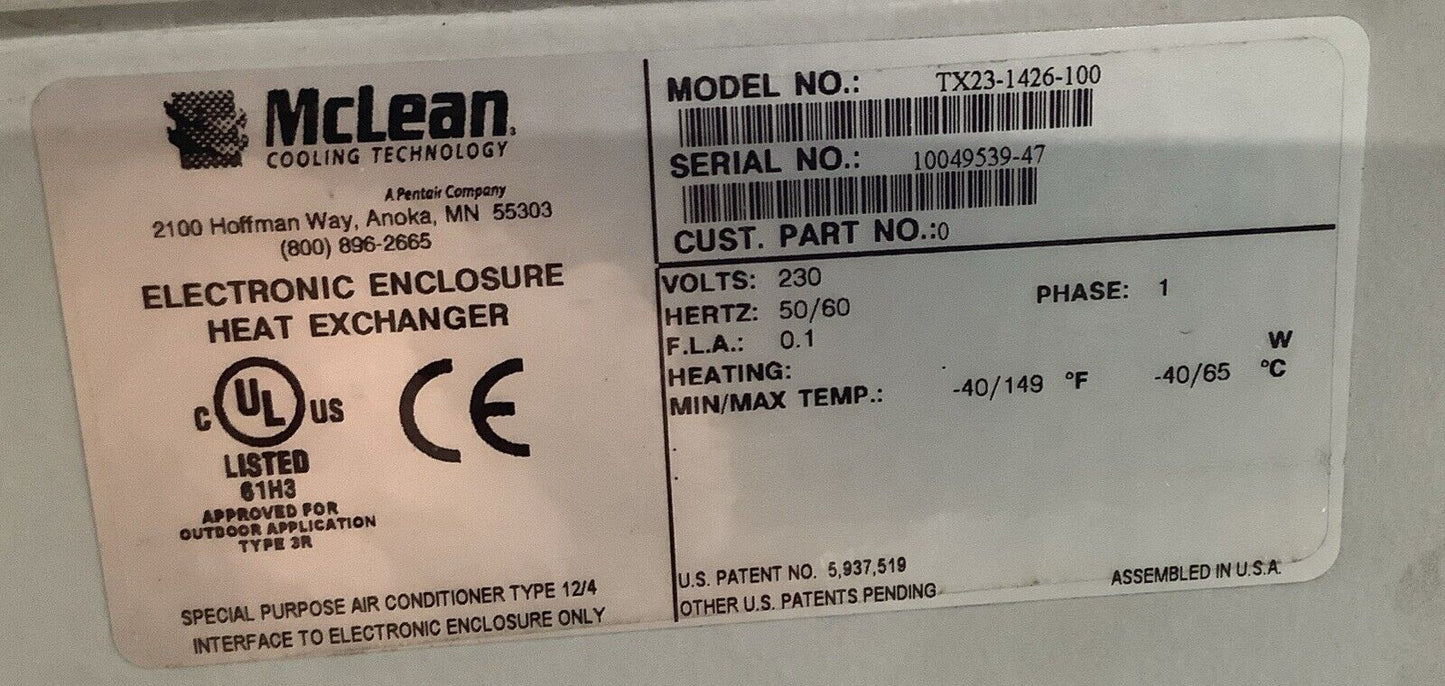 McLean
COOLING TECHNOLOGY
A Pentair Company
2100 Hoffman Way, Anoka, MN 55303
(800) 896-2665
ELECTRONIC ENCLOSURE
HEAT EXCHANGER
C UL US
CE
LISTED
61H3
APPROVED FOR
OUTDOOR APPLICATION
TYPE 3R
SPECIAL PURPOSE AIR CONDITIONER TYPE 12/4
INTERFACE TO ELECTRONIC ENCLOSURE ONLY
MODEL NO.: TX23-1426-100
SERIAL NO.: 10049539-47
CUST. PART NO.:0
VOLTS: 230
HERTZ: 50/60 PHASE: 1
F.L.A.: 0.1
HEATING: W
MIN/MAX TEMP.: -40/149 °F -40/65 °C
U.S. PATENT NO. 5,937,519
OTHER U.S. PATENTS PENDING
ASSEMBLED IN U.S.A.